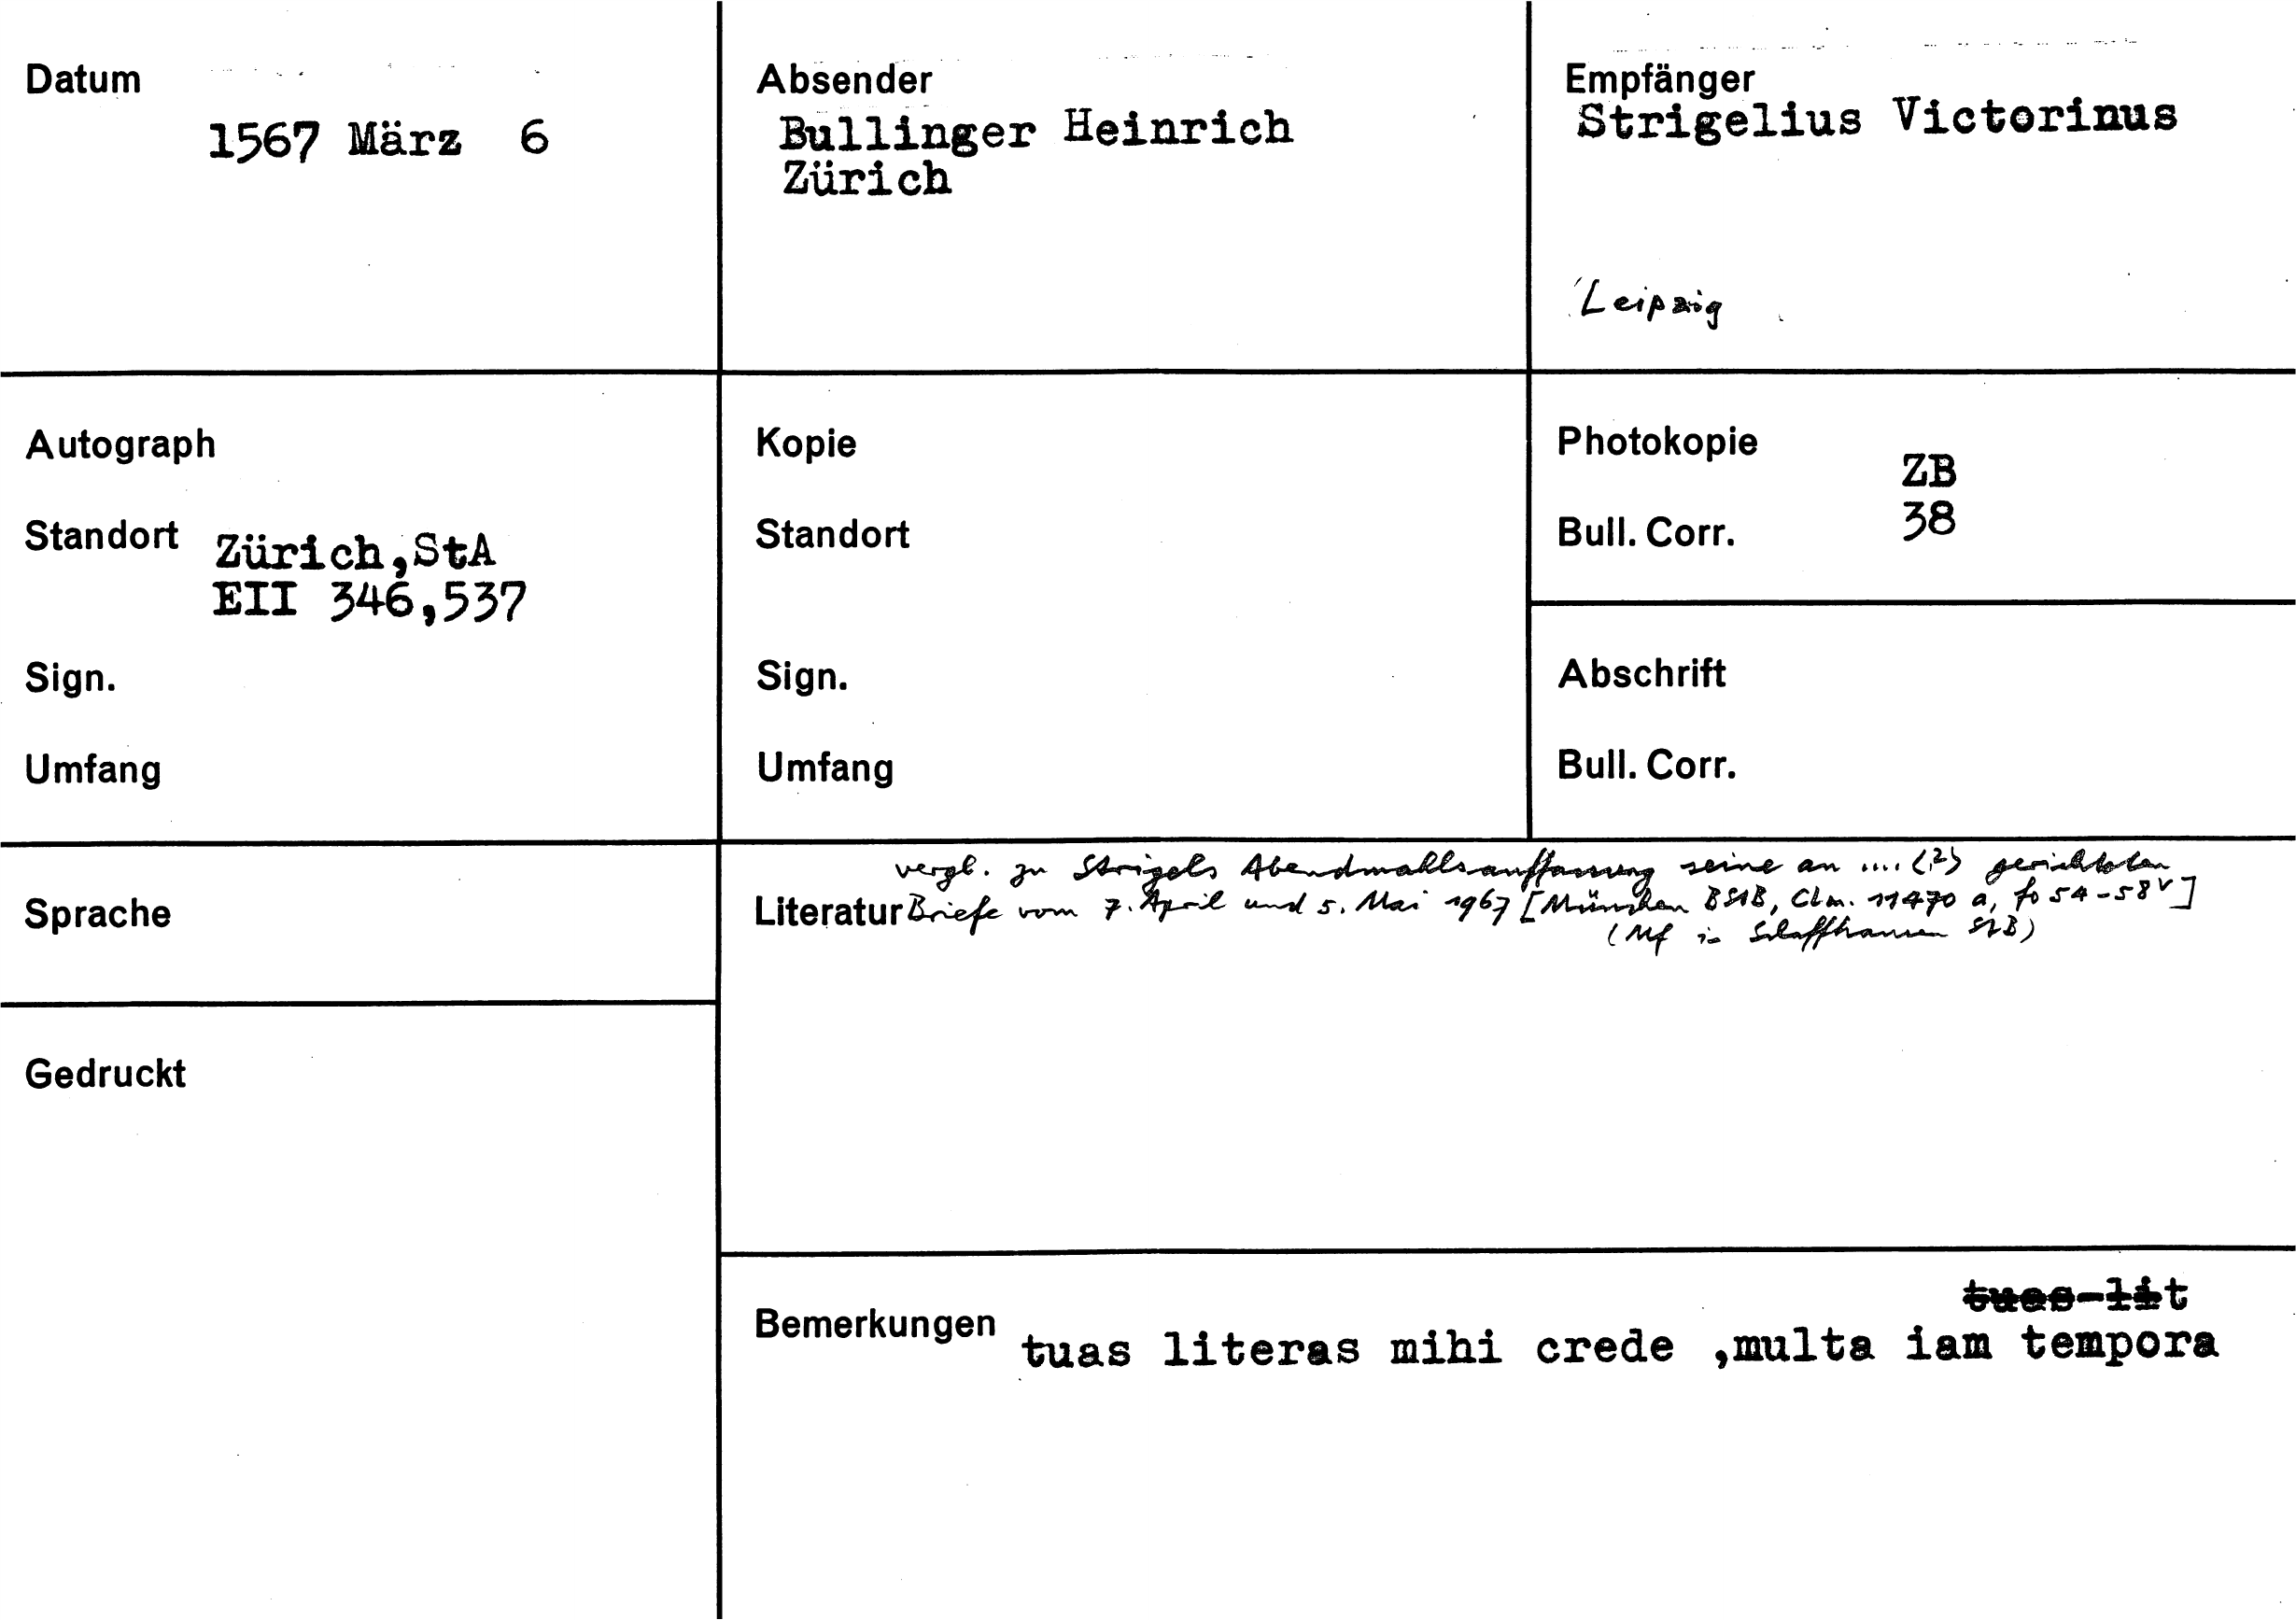 Datum
1567 März 6
Absender
Bullinger Heinrich
Zürich
Empfänger
Strigelius Victorinus
Leipzig
Autograph
Standort Zürich,StA
EII 346,537
Sign.
Umfang
Kopie
Standort
Sign.
Umfang
Photokopie ZB
Bull. Corr. 38
Abschrift
Bull. Corr.
Sprache
Gedruckt
vergl. zu Strigels Abendmahlsauffassung seine an .... (?) gerichteten
Literatur Briefe vom 7. April und 5. Mai 1967 [München BStB, Clm. 11470 a, fo 54-58v]
(Mf in Schaffhausen StB)
tuas lit
Bemerkungen tuas literas mihi crede ,multa iam tempora